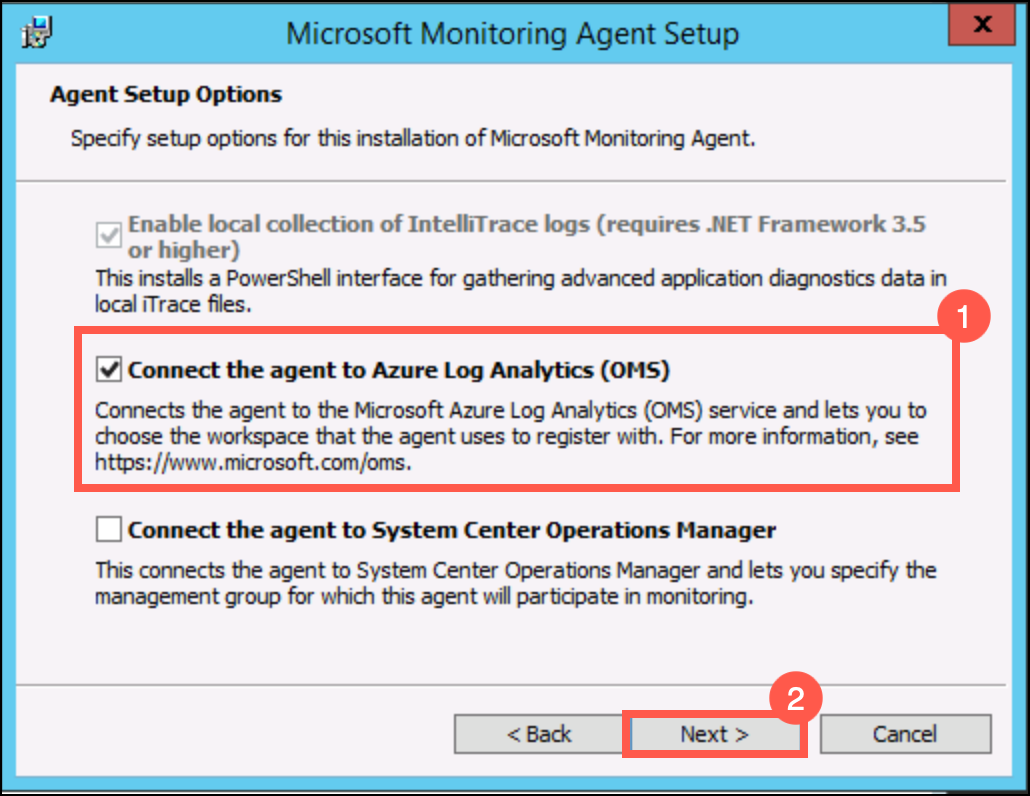 Microsoft Monitoring Agent Setup
x
Agent Setup Options
Specify setup options for this installation of Microsoft Monitoring Agent.
Enable local collection of IntelliTrace logs (requires .NET Framework 3.5
or higher)
This installs a PowerShell interface for gathering advanced application diagnostics data in
local iTrace files.
1
Connect the agent to Azure Log Analytics (OMS)
Connects the agent to the Microsoft Azure Log Analytics (OMS) service and lets you to
choose the workspace that the agent uses to register with. For more information, see
https://www.microsoft.com/oms.
Connect the agent to System Center Operations Manager
This connects the agent to System Center Operations Manager and lets you specify the
management group for which this agent will participate in monitoring.
2
< Back Next > Cancel